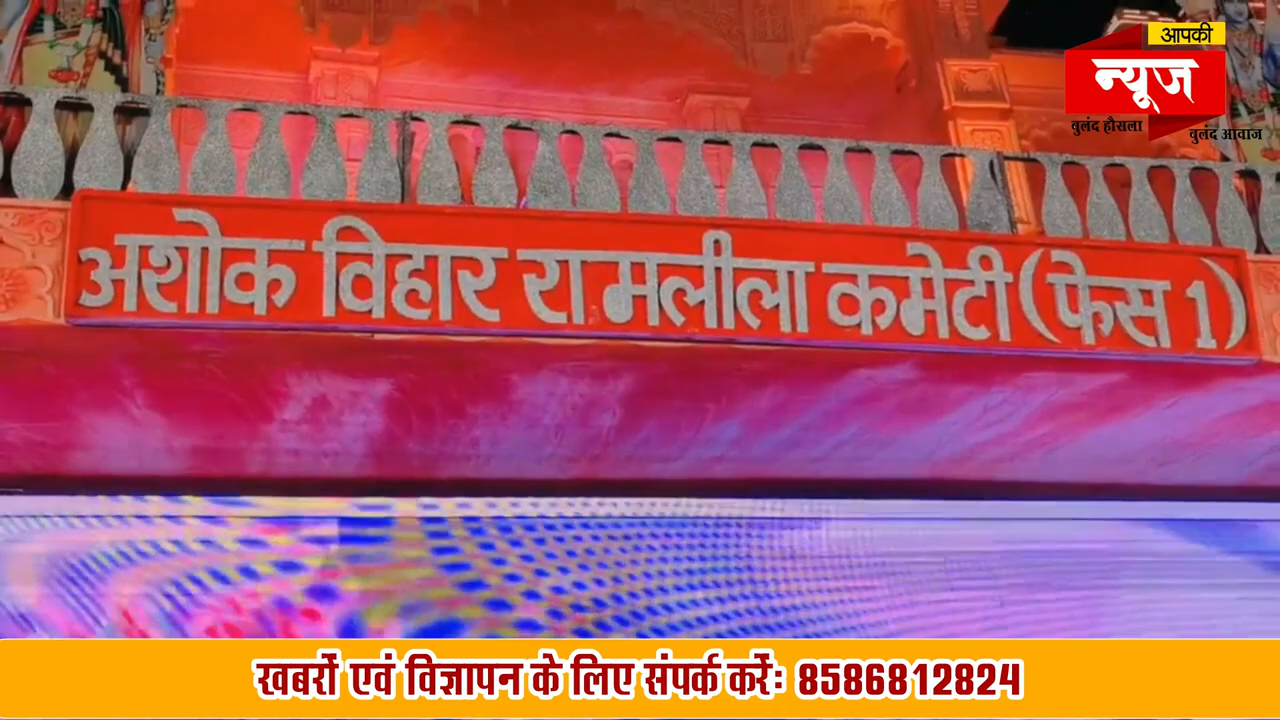 आपकी
न्यूज
बुलंद हौसला
बुलंद आवाज
अशोक विहार रामलीला कमेटी (फेस 1)
खबरों एवं विज्ञापन के लिए संपर्क करेंः 8586812824